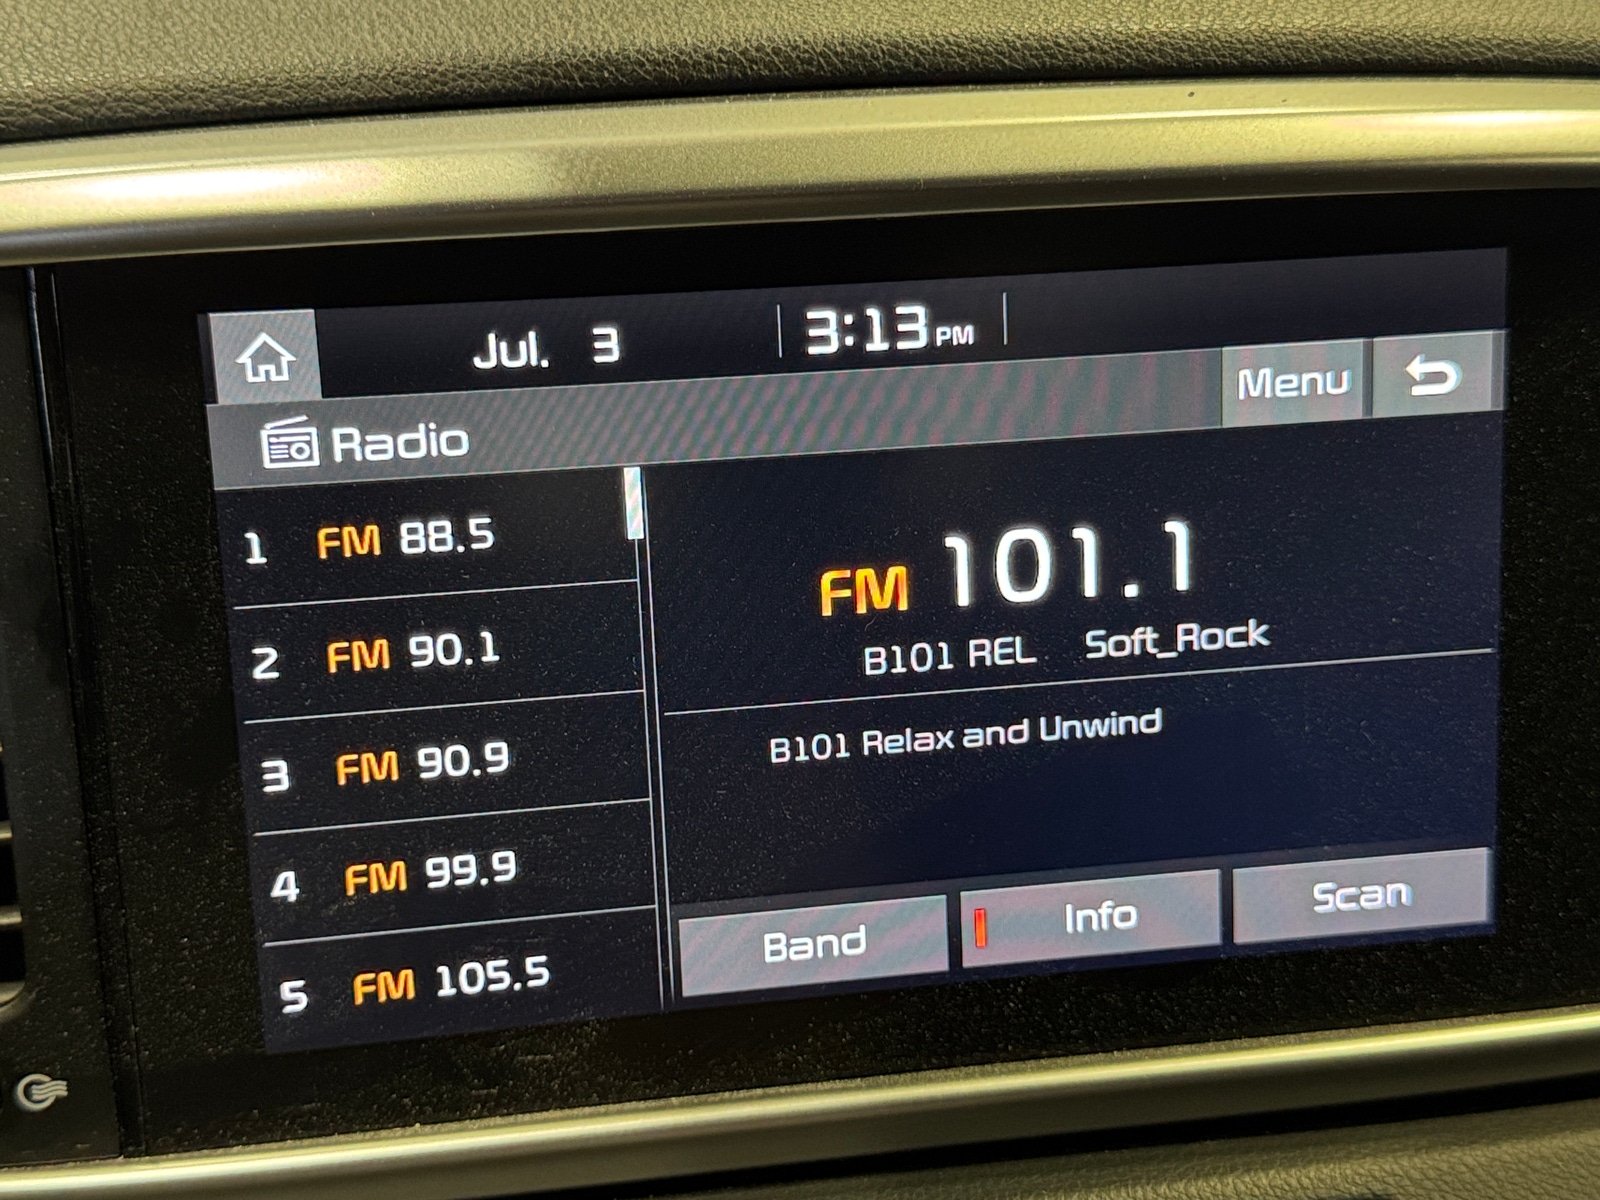 Jul. 3 3:13 PM
Menu
Radio
1 FM 88.5
2 FM 90.1
3 FM 90.9
4 FM 99.9
5 FM 105.5
FM 101.1
B101 REL Soft_Rock
B101 Relax and Unwind
Band Info Scan